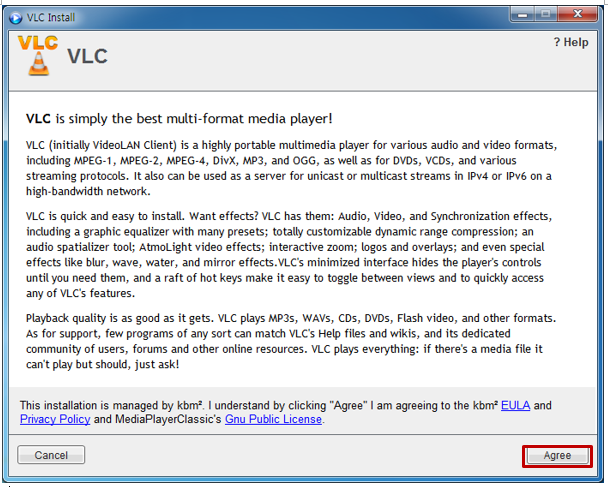 VLC Install
VLC
VLC
? Help
VLC is simply the best multi-format media player!
VLC (initially VideoLAN Client) is a highly portable multimedia player for various audio and video formats,
including MPEG-1, MPEG-2, MPEG-4, DivX, MP3, and OGG, as well as for DVDs, VCDs, and various
streaming protocols. It also can be used as a server for unicast or multicast streams in IPv4 or IPv6 on a
high-bandwidth network.
VLC is quick and easy to install. Want effects? VLC has them: Audio, Video, and Synchronization effects,
including a graphic equalizer with many presets; totally customizable dynamic range compression; an
audio spatializer tool; AtmoLight video effects; interactive zoom; logos and overlays; and even special
effects like blur, wave, water, and mirror effects.VLC's minimized interface hides the player's controls
until you need them, and a raft of hot keys make it easy to toggle between views and to quickly access
any of VLC's features.
Playback quality is as good as it gets. VLC plays MP3s, WAVs, CDs, DVDs, Flash video, and other formats.
As for support, few programs of any sort can match VLC's Help files and wikis, and its dedicated
community of users, forums and other online resources. VLC plays everything: if there's a media file it
can't play but should, just ask!
This installation is managed by kbm². I understand by clicking "Agree" I am agreeing to the kbm² EULA and
Privacy Policy and MediaPlayerClassic's Gnu Public License.
Cancel
Agree